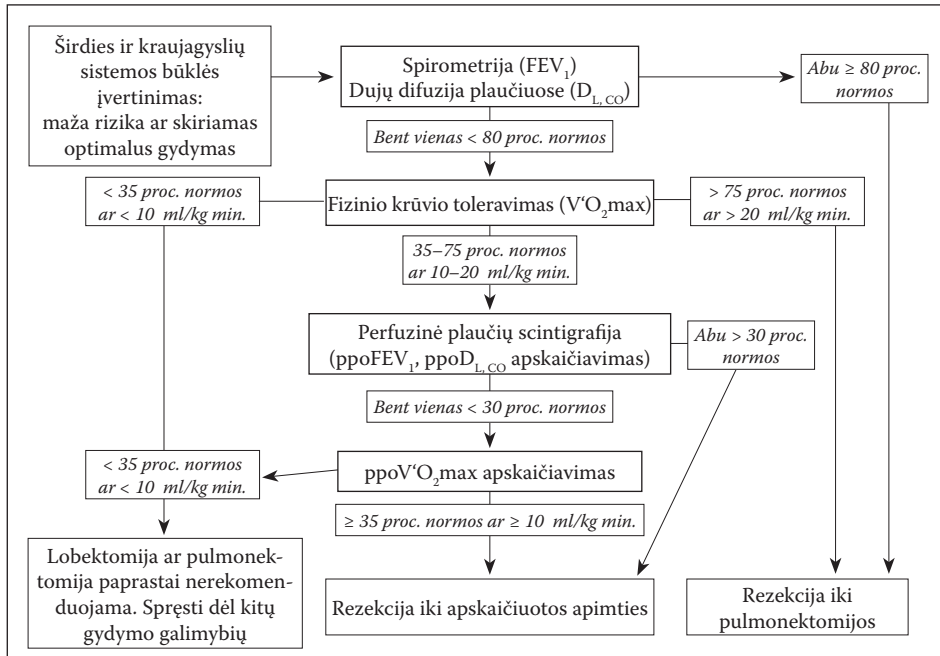 Širdies ir kraujagyslių
sistemos būklės
įvertinimas:
maža rizika ar skiriamas
optimalus gydymas
Spirometrija (FEV₁)
Dujų difuzija plaučiuose (D_L, CO)
Abu ≥ 80 proc.
normos
Bent vienas < 80 proc. normos
< 35 proc. normos
ar < 10 ml/kg min.
Fizinio krūvio toleravimas (V‘O₂max)
> 75 proc. normos
ar > 20 ml/kg min.
35–75 proc. normos
ar 10–20 ml/kg min.
Perfuzinė plaučių scintigrafija
(ppoFEV₁, ppoD_L, CO apskaičiavimas)
Abu > 30 proc.
normos
Bent vienas < 30 proc. normos
< 35 proc. normos
ar < 10 ml/kg min.
ppoV‘O₂max apskaičiavimas
≥ 35 proc. normos ar ≥ 10 ml/kg min.
Lobektomija ar pulmonek-
tomija paprastai nerekomen-
duojama. Spręsti dėl kitų
gydymo galimybių
Rezekcija iki apskaičiuotos apimties
Rezekcija iki
pulmonektomijos